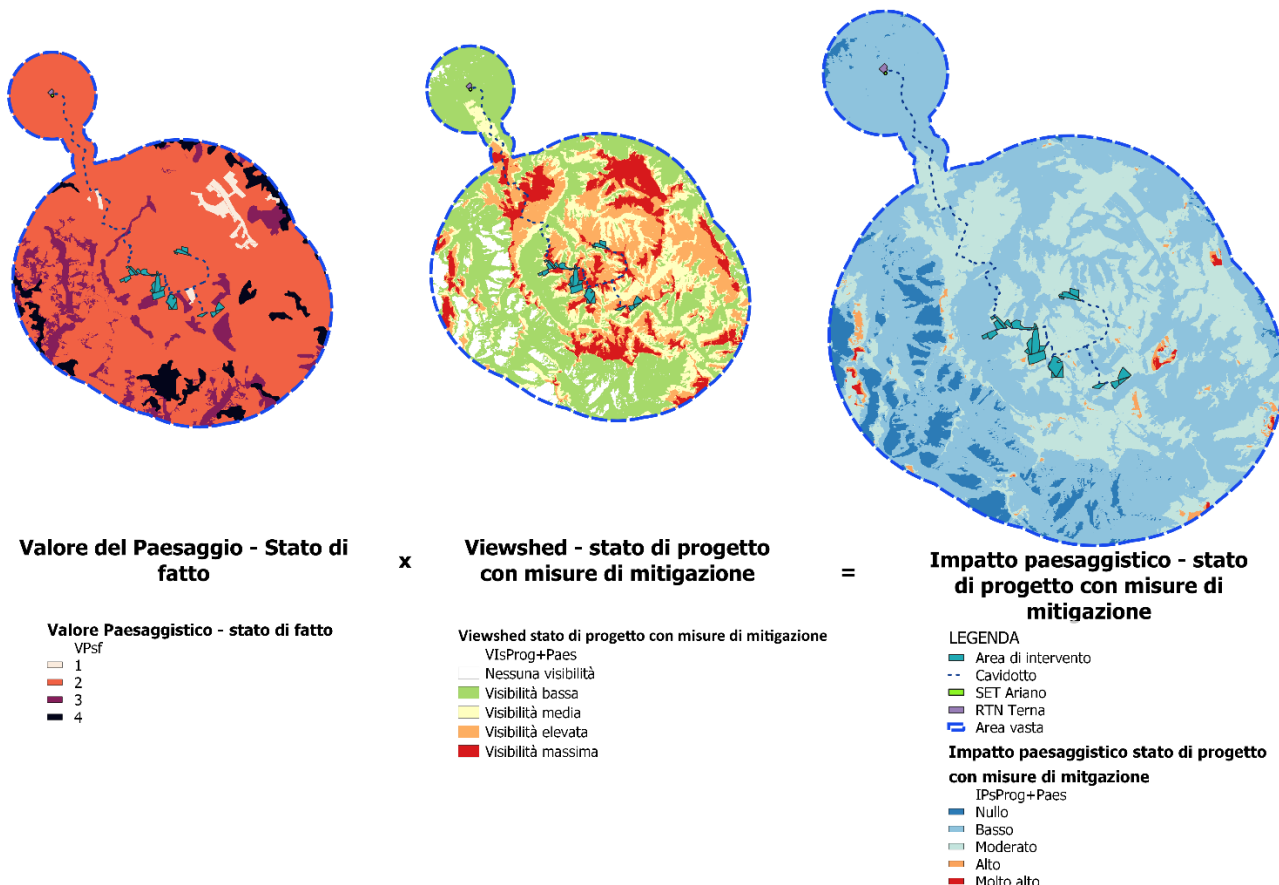 Valore del Paesaggio - Stato di
fatto
x
Viewshed - stato di progetto
con misure di mitigazione
=
Impatto paesaggistico - stato
di progetto con misure di
mitigazione
Valore Paesaggistico - stato di fatto
VPsf
1
2
3
4
Viewshed stato di progetto con misure di mitigazione
VIsProg+Paes
Nessuna visibilità
Visibilità bassa
Visibilità media
Visibilità elevata
Visibilità massima
LEGENDA
Area di intervento
Cavidotto
SET Ariano
RTN Terna
Area vasta
Impatto paesaggistico stato di progetto
con misure di mitgazione
IPsProg+Paes
Nullo
Basso
Moderato
Alto
Molto alto